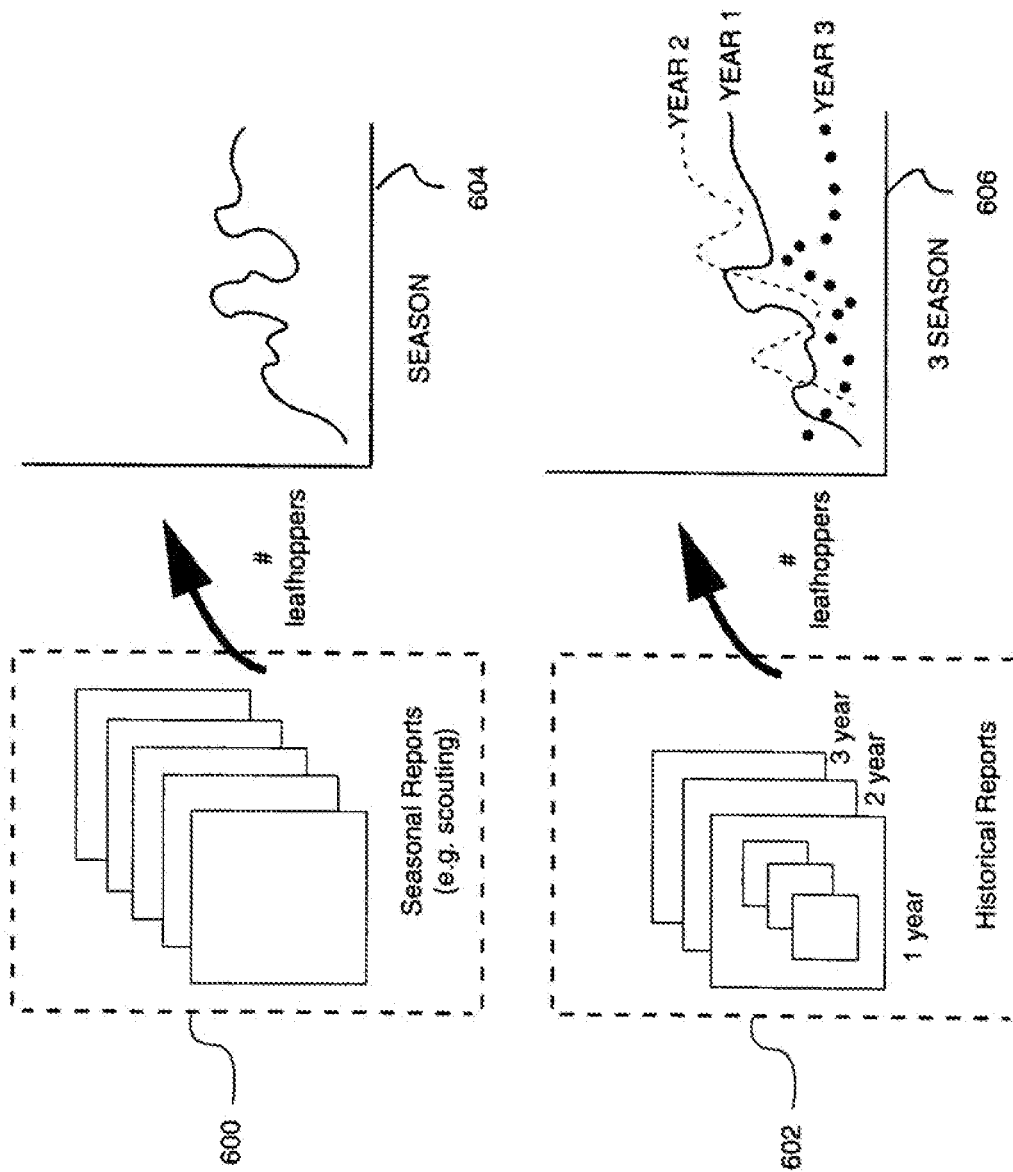 600
Seasonal Reports
(e.g. scouting)
#
leafhoppers
SEASON
604
602
1 year
2 year
3 year
Historical Reports
#
leafhoppers
YEAR 2
YEAR 1
YEAR 3
3 SEASON
606